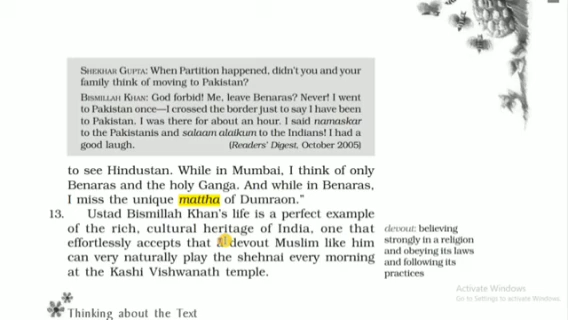 SHEKHAR GUPTA: When Partition happened, didn't you and your
family think of moving to Pakistan?
BISMILLAH KHAN: God forbid! Me, leave Benaras? Never! I went
to Pakistan once—I crossed the border just to say I have been
to Pakistan. I was there for about an hour. I said namaskar
to the Pakistanis and salaam alaikum to the Indians! I had a
good laugh. (Readers' Digest, October 2005)
to see Hindustan. While in Mumbai, I think of only
Benaras and the holy Ganga. And while in Benaras,
I miss the unique mattha of Dumraon."
13. Ustad Bismillah Khan's life is a perfect example
of the rich, cultural heritage of India, one that
effortlessly accepts that a devout Muslim like him
can very naturally play the shehnai every morning
at the Kashi Vishwanath temple.
devout: believing
strongly in a religion
and obeying its laws
and following its
practices
Activate Windows
Go to Settings to activate Windows.
Thinking about the Text